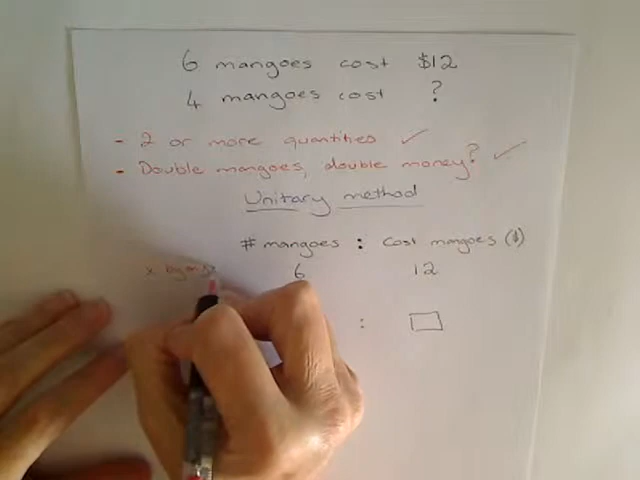 6 mangoes cost $12
4 mangoes cost ?
- 2 or more quantities ✓
- Double mangoes, double money? ✓
Unitary method
# mangoes : cost mangoes ($)
6 12
: □